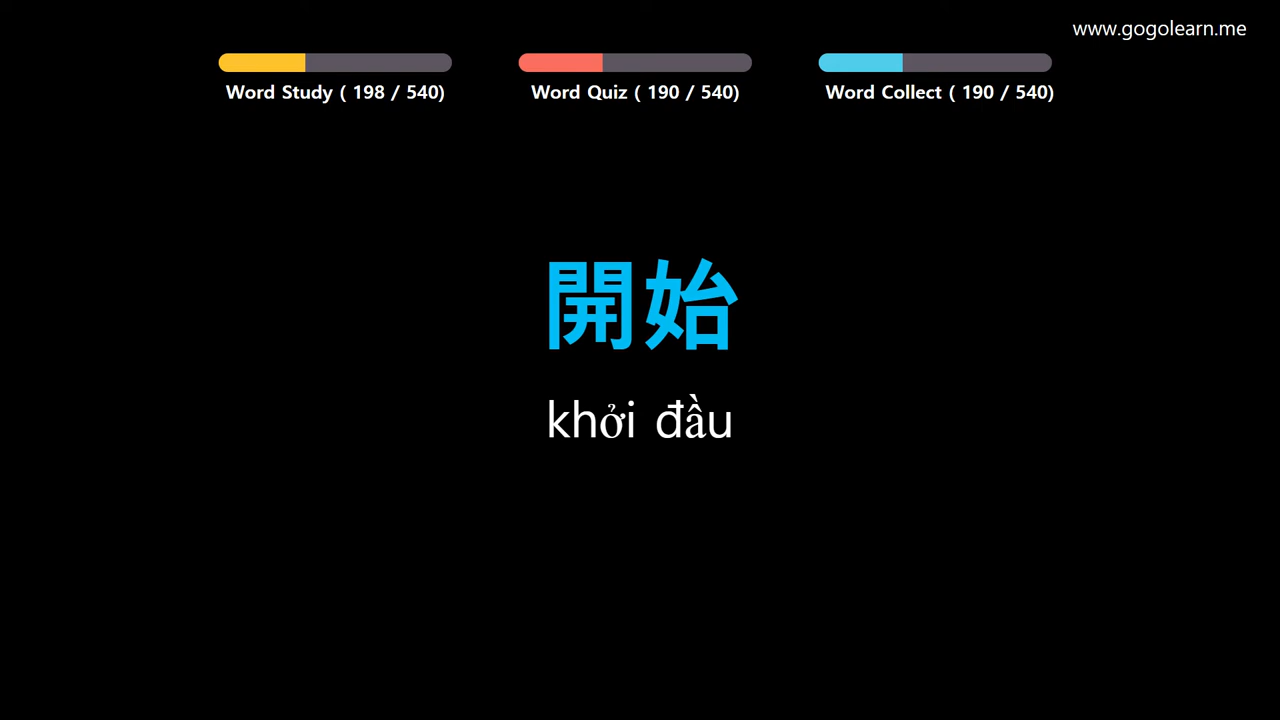 www.gogolearn.me
Word Study ( 198 / 540)
Word Quiz ( 190 / 540)
Word Collect ( 190 / 540)
開始
khởi đầu